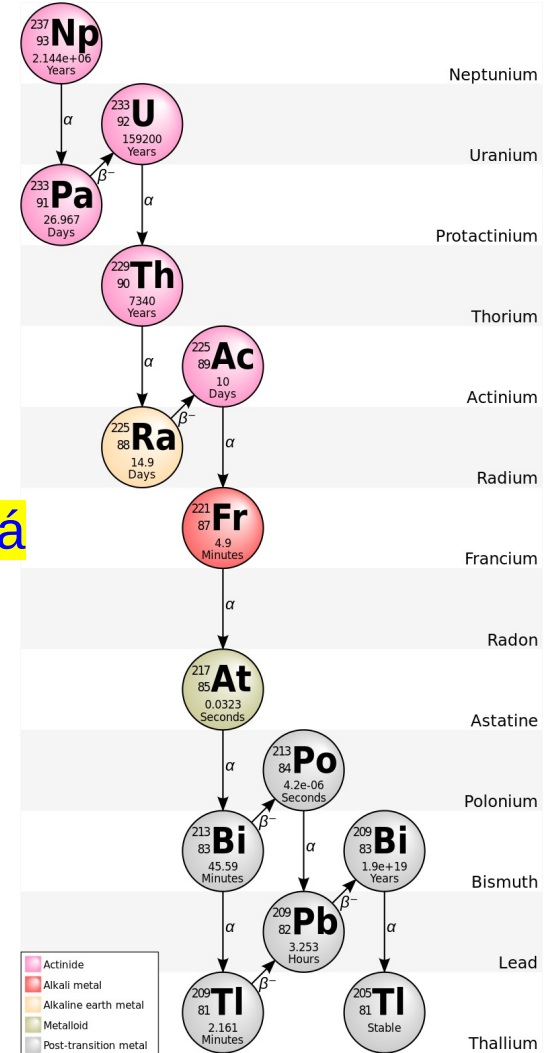 237
93
Np
2.144e+06
Years
Neptunium
α
233
92
U
159200
Years
Uranium
β⁻
233
91
Pa
26.967
Days
α
Protactinium
229
90
Th
7340
Years
Thorium
α
225
89
Ac
10
Days
Actinium
β⁻
225
88
Ra
14.9
Days
α
Radium
á
221
87
Fr
4.9
Minutes
Francium
α
Radon
217
85
At
0.0323
Seconds
Astatine
α
213
84
Po
4.2e-06
Seconds
Polonium
β⁻
213
83
Bi
45.59
Minutes
α
209
83
Bi
1.9e+19
Years
Bismuth
β⁻
α
209
82
Pb
3.253
Hours
α
Lead
β⁻
209
81
Tl
2.161
Minutes
205
81
Tl
Stable
Thallium
Actinide
Alkali metal
Alkaline earth metal
Metalloid
Post-transition metal